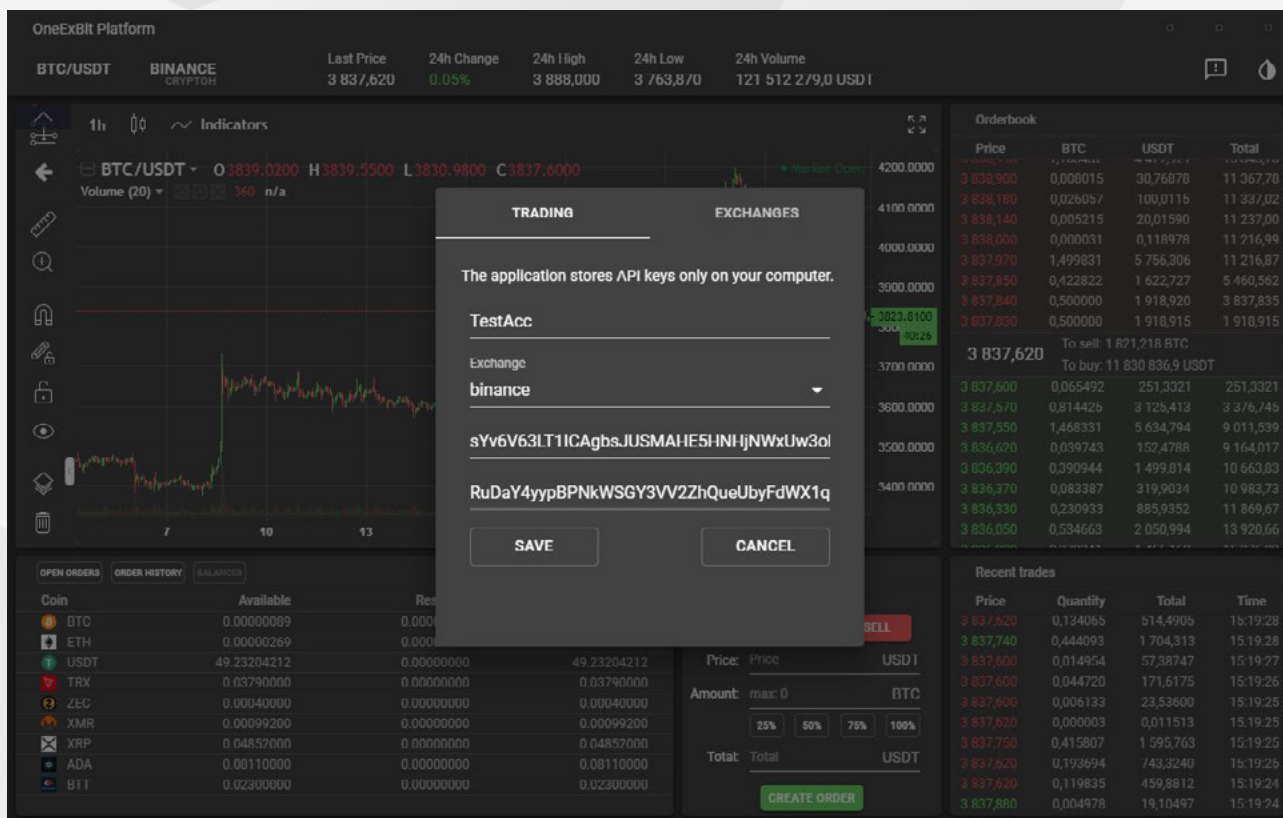 OneExBit Platform
BTC/USDT BINANCE CRYPTOH
Last Price 24h Change 24h High 24h Low 24h Volume
3 837,620 0.05% 3 888,000 3 763,870 121 512 279,0 USDT
1h Indicators
BTC/USDT O3839.0200 H3839.5500 L3830.9800 C3837.6000 Market Open
Volume (20) 360 n/a
4200.0000
4100.0000
4000.0000
3900.0000
3823.8100
40:26
3700.0000
3600.0000
3500.0000
3400.0000
7 10 13
TRADING EXCHANGES
The application stores API keys only on your computer.
TestAcc
Exchange
binance
RuDaY4yypBPNkWSGY3VV2ZhQueUbyFdWX1q
SAVE CANCEL
Orderbook
Price BTC USDT Total
3 838,900 0,008015 30,76878 11 367,78
3 838,180 0,026057 100,0115 11 337,02
3 838,140 0,005215 20,01590 11 237,00
3 838,000 0,000031 0,118978 11 216,99
3 837,970 1,499831 5 756,306 11 216,87
3 837,850 0,422822 1 622,727 5 460,562
3 837,840 0,500000 1 918,920 3 837,835
3 837,830 0,500000 1 918,915 1 918,915
3 837,620
To sell: 1 821,218 BTC
To buy: 11 830 836,9 USDT
3 837,600 0,065492 251,3321 251,3321
3 837,570 0,814425 3 125,413 3 376,745
3 837,550 1,468331 5 634,794 9 011,539
3 836,620 0,039743 152,4788 9 164,017
3 836,390 0,390944 1 499,814 10 663,83
3 836,370 0,083387 319,9034 10 983,73
3 836,330 0,230933 885,9352 11 869,67
3 836,050 0,534663 2 050,994 13 920,66
OPEN ORDERS ORDER HISTORY BALANCES
Coin Available
BTC 0.00000089
ETH 0.00000269
USDT 49.23204212 0.00000000 49.23204212
TRX 0.03790000 0.00000000 0.03790000
ZEC 0.00040000 0.00000000 0.00040000
XMR 0.00099200 0.00000000 0.00099200
XRP 0.04852000 0.00000000 0.04852000
ADA 0.08110000 0.00000000 0.08110000
BTT 0.02300000 0.00000000 0.02300000
SELL
Price: Price USDT
Amount: max: 0 BTC
25% 50% 75% 100%
Total: Total USDT
CREATE ORDER
Recent trades
Price Quantity Total Time
3 837,620 0,134065 514,4905 15:19:28
3 837,740 0,444093 1 704,313 15:19:28
3 837,600 0,014954 57,38747 15:19:27
3 837,600 0,044720 171,6175 15:19:26
3 837,600 0,006133 23,53600 15:19:25
3 837,620 0,000003 0,011513 15:19:25
3 837,750 0,415807 1 595,763 15:19:25
3 837,620 0,193694 743,3240 15:19:25
3 837,620 0,119835 459,8812 15:19:24
3 837,880 0,004978 19,10497 15:19:24